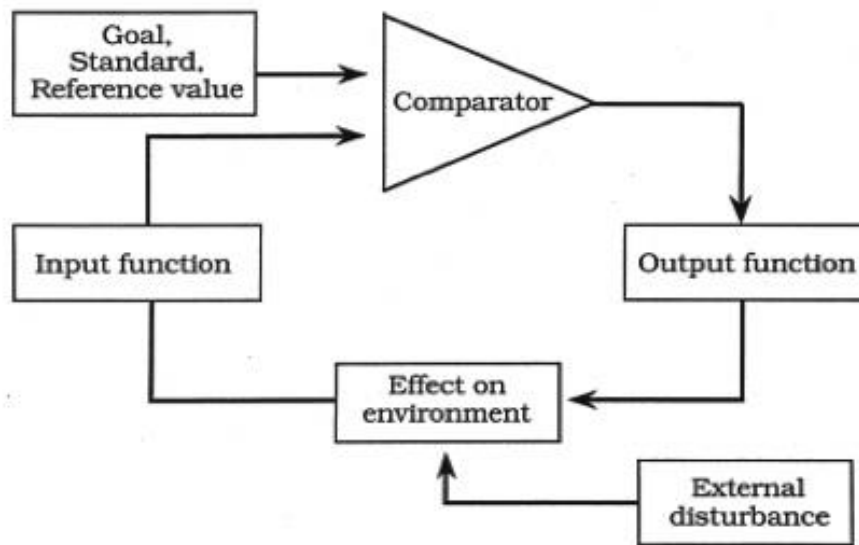 Goal,
Standard,
Reference value
Comparator
Input function
Output function
Effect on
environment
External
disturbance